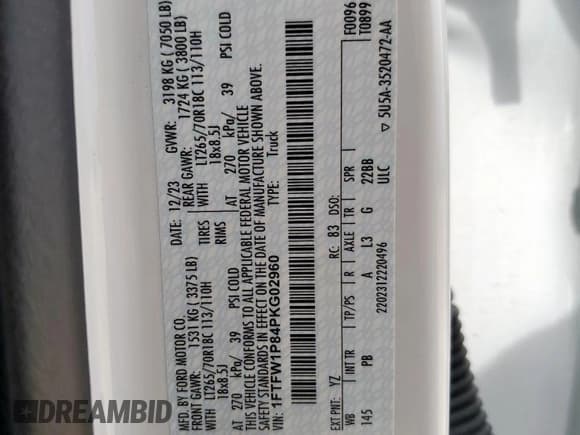 MFD. BY FORD MOTOR CO.
DATE: 12/23 GVWR: 3198 KG ( 7050 LB)
FRONT GAWR: 1531 KG ( 3375 LB) REAR GAWR: 1724 KG ( 3800 LB)
WITH LT265/70R18C 113/110H TIRES WITH LT265/70R18C 113/110H
18x8.5J RIMS 18x8.5J
AT 270 kPa/ 39 PSI COLD AT 270 kPa/ 39 PSI COLD
THIS VEHICLE CONFORMS TO ALL APPLICABLE FEDERAL MOTOR VEHICLE
SAFETY STANDARDS IN EFFECT ON THE DATE OF MANUFACTURE SHOWN ABOVE.
VIN: 1FTFW1P84PKG02960 TYPE: Truck
F0096
T0899
EXT PNT: YZ RC: 83 DSO:
WB INT TR TP/PS R AXLE TR SPR
145 PB A L3 G 22BB
2202312220496 ULC
▽ 5U5A-3520472-AA
DREAMBID